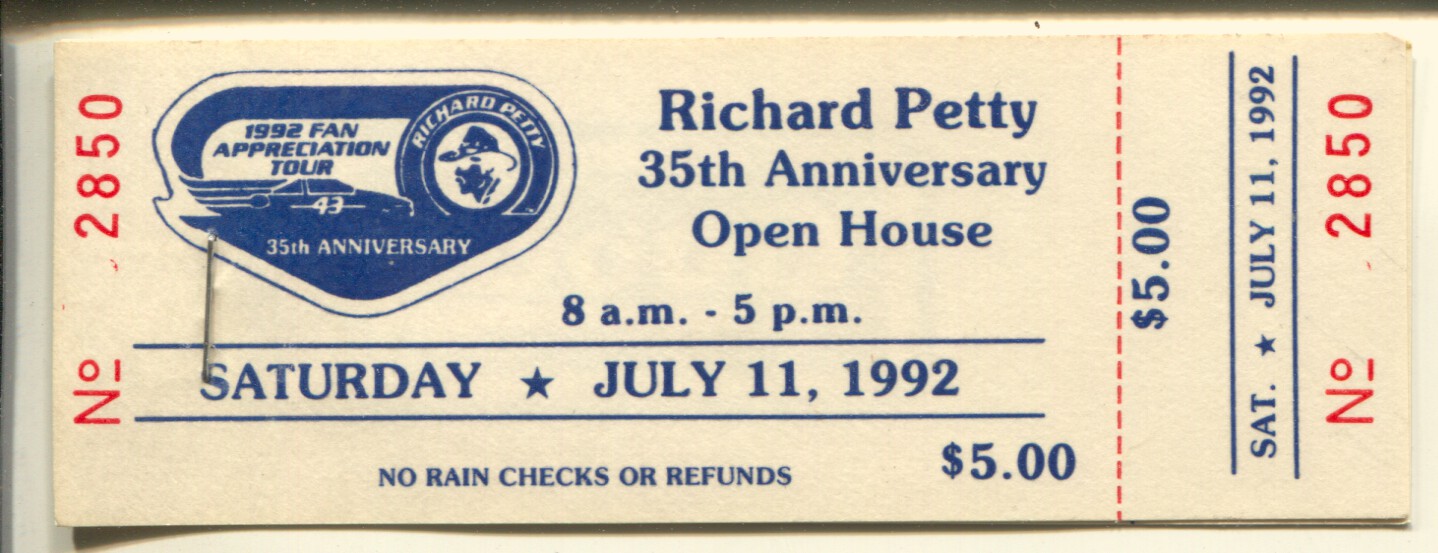 No 2850
1992 FAN
APPRECIATION
TOUR
43
RICHARD PETTY
35th ANNIVERSARY
Richard Petty
35th Anniversary
Open House
8 a.m. - 5 p.m.
SATURDAY ★ JULY 11, 1992
NO RAIN CHECKS OR REFUNDS
$5.00
$5.00
SAT. ★ JULY 11, 1992
No 2850